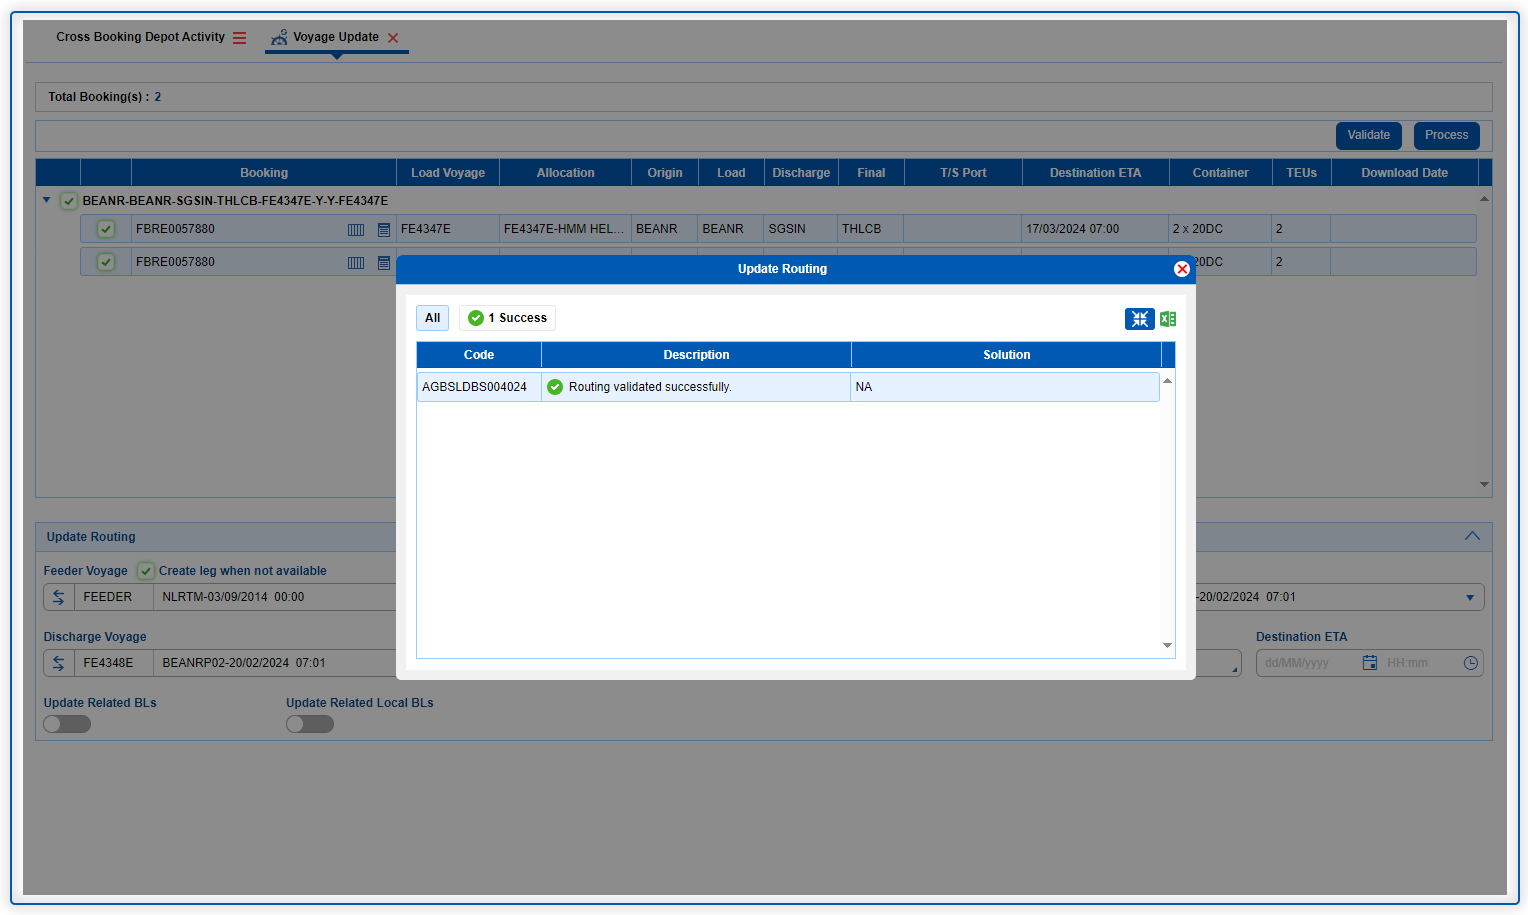 Cross Booking Depot Activity Voyage Update
Total Booking(s) : 2
Validate Process
Booking Load Voyage Allocation Origin Load Discharge Final T/S Port Destination ETA Container TEUs Download Date
BEANR-BEANR-SGSIN-THLCB-FE4347E-Y-Y-FE4347E
FBRE0057880 FE4347E FE4347E-HMM HEL... BEANR BEANR SGSIN THLCB 17/03/2024 07:00 2 x 20DC 2
FBRE0057880 20DC 2
Update Routing
All 1 Success
Code Description Solution
AGBSLDBS004024 Routing validated successfully. NA
Update Routing
Feeder Voyage Create leg when not available
FEEDER NLRTM-03/09/2014 00:00 -20/02/2024 07:01
Discharge Voyage Destination ETA
FE4348E BEANRP02-20/02/2024 07:01 dd/MM/yyyy HH:mm
Update Related BLs Update Related Local BLs